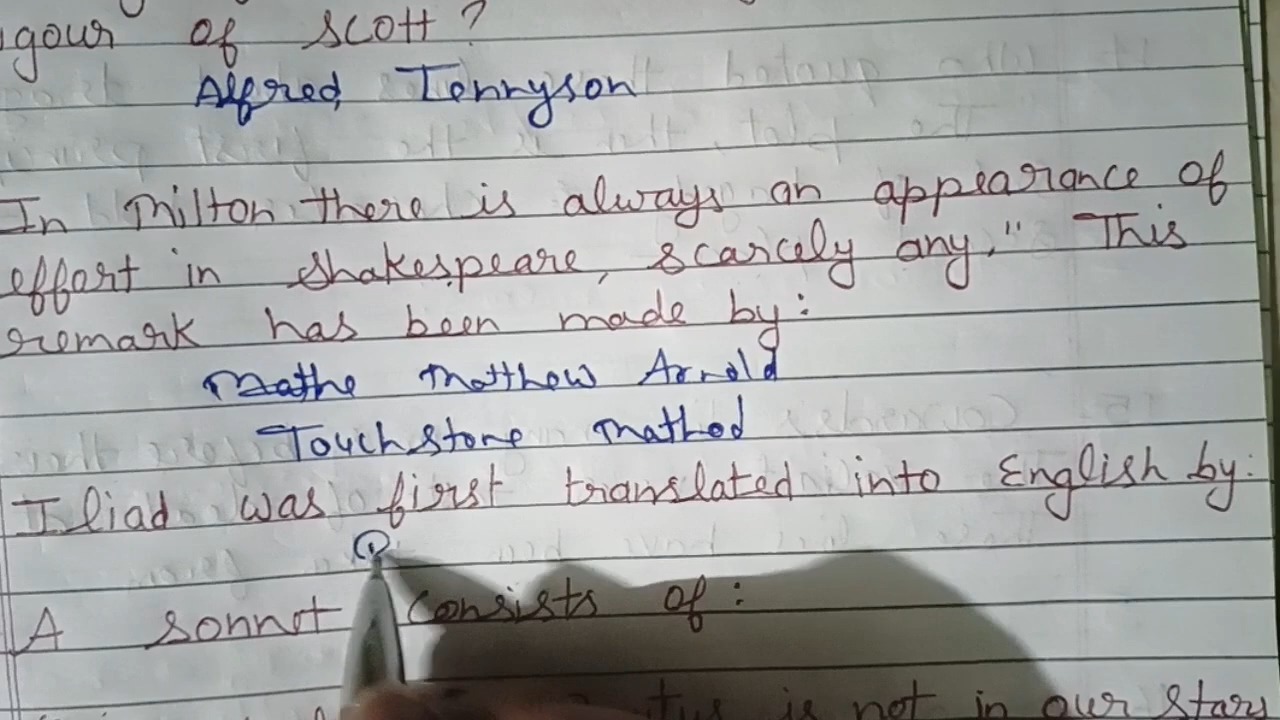 gour of Scott?
Alfred Tennyson
In Milton there is always an appearance of
effort in shakespeare, scarcely any." This
remark has been made by:
Mathe Matthew Arnold
Touchstone Mathod
Iliad was first translated into English by:
A sonnet consists of:
is not in our stars